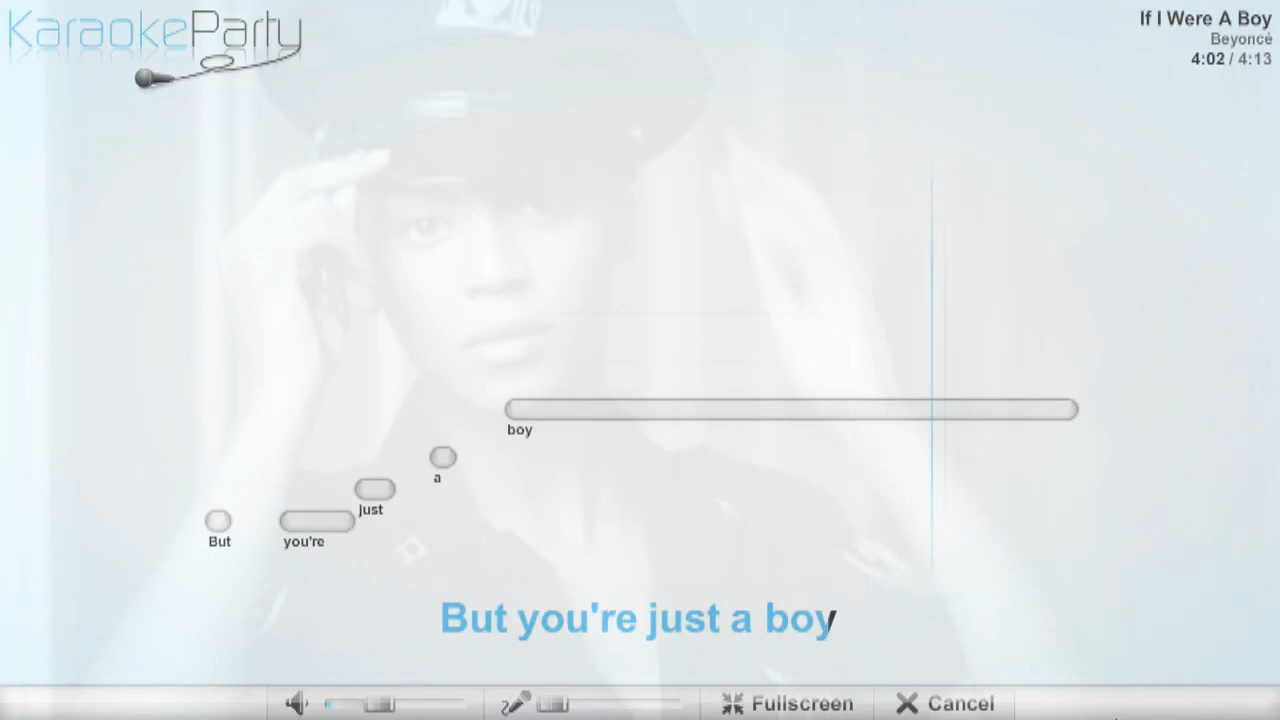 KaraokeParty
If I Were A Boy
Beyoncé
4:02 / 4:13
boy
a
just
But
you're
But you're just a boy
Fullscreen
Cancel